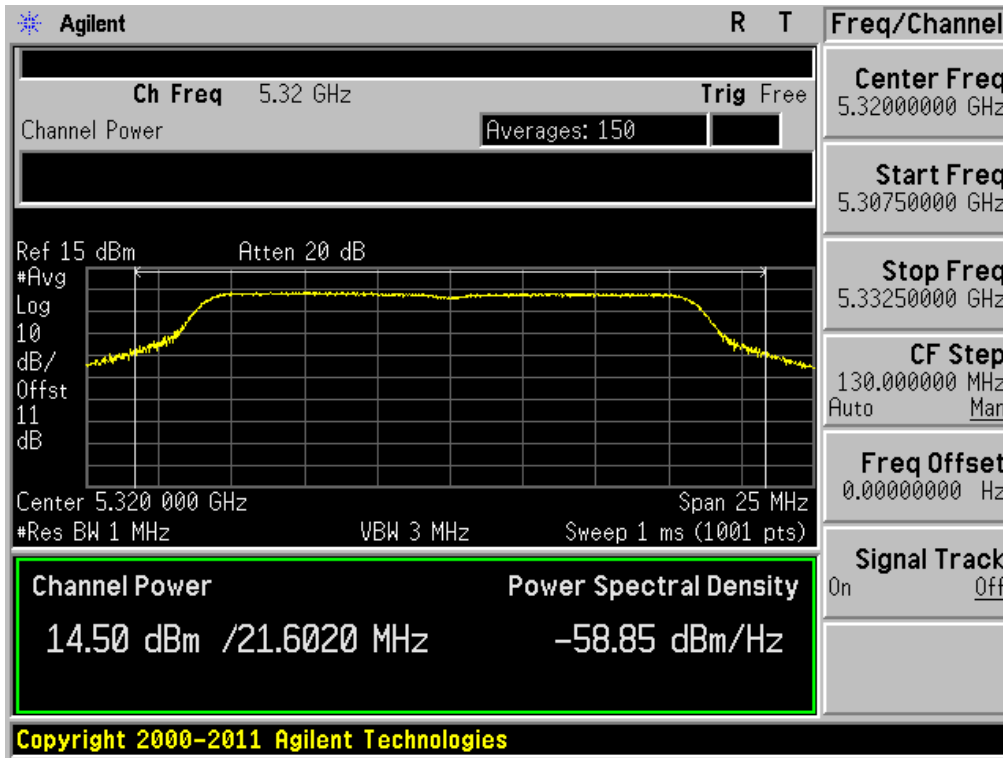 Agilent R T
Freq/Channel
Ch Freq 5.32 GHz Trig Free
Channel Power Averages: 150
Ref 15 dBm Atten 20 dB
#Avg
Log
10
dB/
Offst
11
dB
Center 5.320 000 GHz Span 25 MHz
#Res BW 1 MHz VBW 3 MHz Sweep 1 ms (1001 pts)
Channel Power Power Spectral Density
14.50 dBm /21.6020 MHz -58.85 dBm/Hz
Copyright 2000-2011 Agilent Technologies
Center Freq
5.32000000 GHz
Start Freq
5.30750000 GHz
Stop Freq
5.33250000 GHz
CF Step
130.000000 MHz
Auto Man
Freq Offset
0.00000000 Hz
Signal Track
On Off